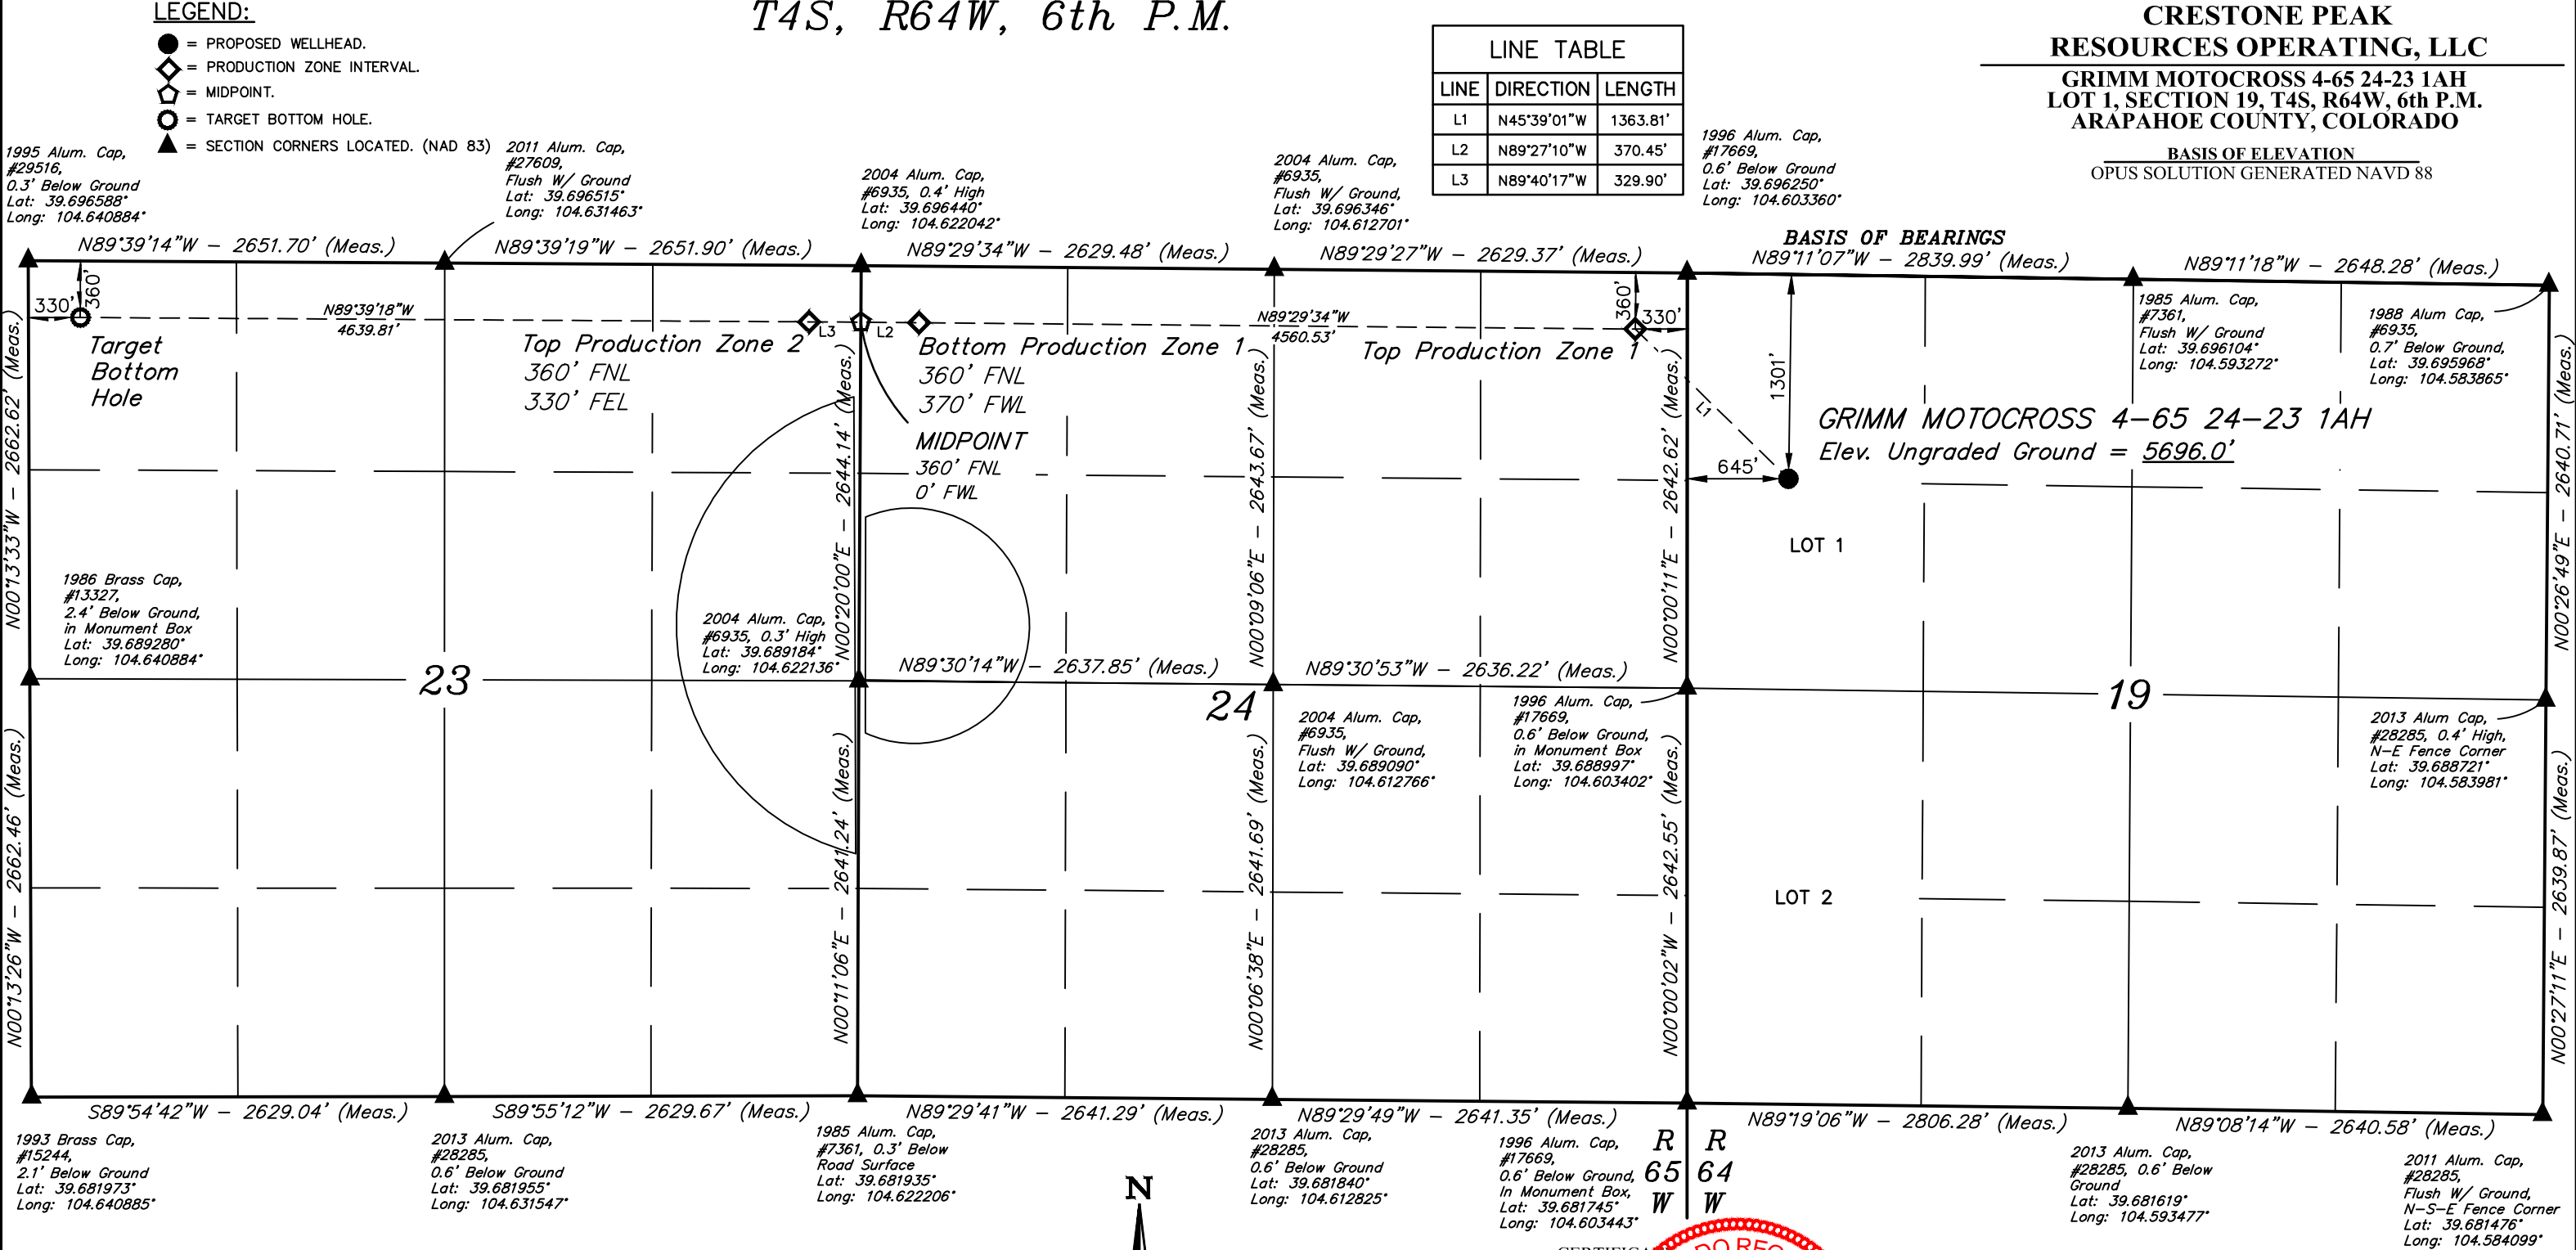 LEGEND:
= PROPOSED WELLHEAD.
= PRODUCTION ZONE INTERVAL.
= MIDPOINT.
= TARGET BOTTOM HOLE.
= SECTION CORNERS LOCATED. (NAD 83)
T4S, R64W, 6th P.M.
LINE TABLE
LINE DIRECTION LENGTH
L1 N45°39'01"W 1363.81'
L2 N89°27'10"W 370.45'
L3 N89°40'17"W 329.90'
CRESTONE PEAK
RESOURCES OPERATING, LLC
GRIMM MOTOCROSS 4-65 24-23 1AH
LOT 1, SECTION 19, T4S, R64W, 6th P.M.
ARAPAHOE COUNTY, COLORADO
BASIS OF ELEVATION
OPUS SOLUTION GENERATED NAVD 88
1995 Alum. Cap,
#29516,
0.3' Below Ground
Lat: 39.696588°
Long: 104.640884°
2011 Alum. Cap,
#27609,
Flush W/ Ground
Lat: 39.696515°
Long: 104.631463°
2004 Alum. Cap,
#6935, 0.4' High
Lat: 39.696440°
Long: 104.622042°
2004 Alum. Cap,
#6935,
Flush W/ Ground,
Lat: 39.696346°
Long: 104.612701°
1996 Alum. Cap,
#17669,
0.6' Below Ground
Lat: 39.696250°
Long: 104.603360°
N89°39'14"W - 2651.70' (Meas.)
N89°39'19"W - 2651.90' (Meas.)
N89°29'34"W - 2629.48' (Meas.)
N89°29'27"W - 2629.37' (Meas.)
BASIS OF BEARINGS
N89°11'07"W - 2839.99' (Meas.)
N89°11'18"W - 2648.28' (Meas.)
360'
330'
N89°39'18"W
4639.81'
L3
L2
N89°29'34"W
4560.53'
360'
330'
1301'
L1
645'
Target
Bottom
Hole
Top Production Zone 2
360' FNL
330' FEL
Bottom Production Zone 1
360' FNL
370' FWL
MIDPOINT
360' FNL
0' FWL
Top Production Zone 1
1985 Alum. Cap,
#7361,
Flush W/ Ground
Lat: 39.696104°
Long: 104.593272°
1988 Alum Cap,
#6935,
0.7' Below Ground,
Lat: 39.695968°
Long: 104.583865°
GRIMM MOTOCROSS 4-65 24-23 1AH
Elev. Ungraded Ground = 5696.0'
N00°13'33"W - 2662.62' (Meas.)
N00°20'00"E - 2644.14' (Meas.)
N00°09'06"E - 2643.67' (Meas.)
N00°00'11"E - 2642.62' (Meas.)
N00°26'49"E - 2640.71' (Meas.)
LOT 1
1986 Brass Cap,
#13327,
2.4' Below Ground,
in Monument Box
Lat: 39.689280°
Long: 104.640884°
2004 Alum. Cap,
#6935, 0.3' High
Lat: 39.689184°
Long: 104.622136°
N89°30'14"W - 2637.85' (Meas.)
N89°30'53"W - 2636.22' (Meas.)
23
24
19
2004 Alum. Cap,
#6935,
Flush W/ Ground,
Lat: 39.689090°
Long: 104.612766°
1996 Alum. Cap,
#17669,
0.6' Below Ground,
in Monument Box
Lat: 39.688997°
Long: 104.603402°
2013 Alum Cap,
#28285, 0.4' High,
N-E Fence Corner
Lat: 39.688721°
Long: 104.583981°
N00°13'26"W - 2662.46' (Meas.)
N00°11'06"E - 2641.24' (Meas.)
N00°06'38"E - 2641.69' (Meas.)
N00°00'02"W - 2642.55' (Meas.)
N00°27'11"E - 2639.87' (Meas.)
LOT 2
S89°54'42"W - 2629.04' (Meas.)
S89°55'12"W - 2629.67' (Meas.)
N89°29'41"W - 2641.29' (Meas.)
N89°29'49"W - 2641.35' (Meas.)
N89°19'06"W - 2806.28' (Meas.)
N89°08'14"W - 2640.58' (Meas.)
1993 Brass Cap,
#15244,
2.1' Below Ground
Lat: 39.681973°
Long: 104.640885°
2013 Alum. Cap,
#28285,
0.6' Below Ground
Lat: 39.681955°
Long: 104.631547°
1985 Alum. Cap,
#7361, 0.3' Below
Road Surface
Lat: 39.681935°
Long: 104.622206°
2013 Alum. Cap,
#28285,
0.6' Below Ground
Lat: 39.681840°
Long: 104.612825°
1996 Alum. Cap,
#17669,
0.6' Below Ground,
In Monument Box,
Lat: 39.681745°
Long: 104.603443°
R R
65 64
W W
2013 Alum. Cap,
#28285, 0.6' Below
Ground
Lat: 39.681619°
Long: 104.593477°
2011 Alum. Cap,
#28285,
Flush W/ Ground,
N-S-E Fence Corner
Lat: 39.681476°
Long: 104.584099°
N